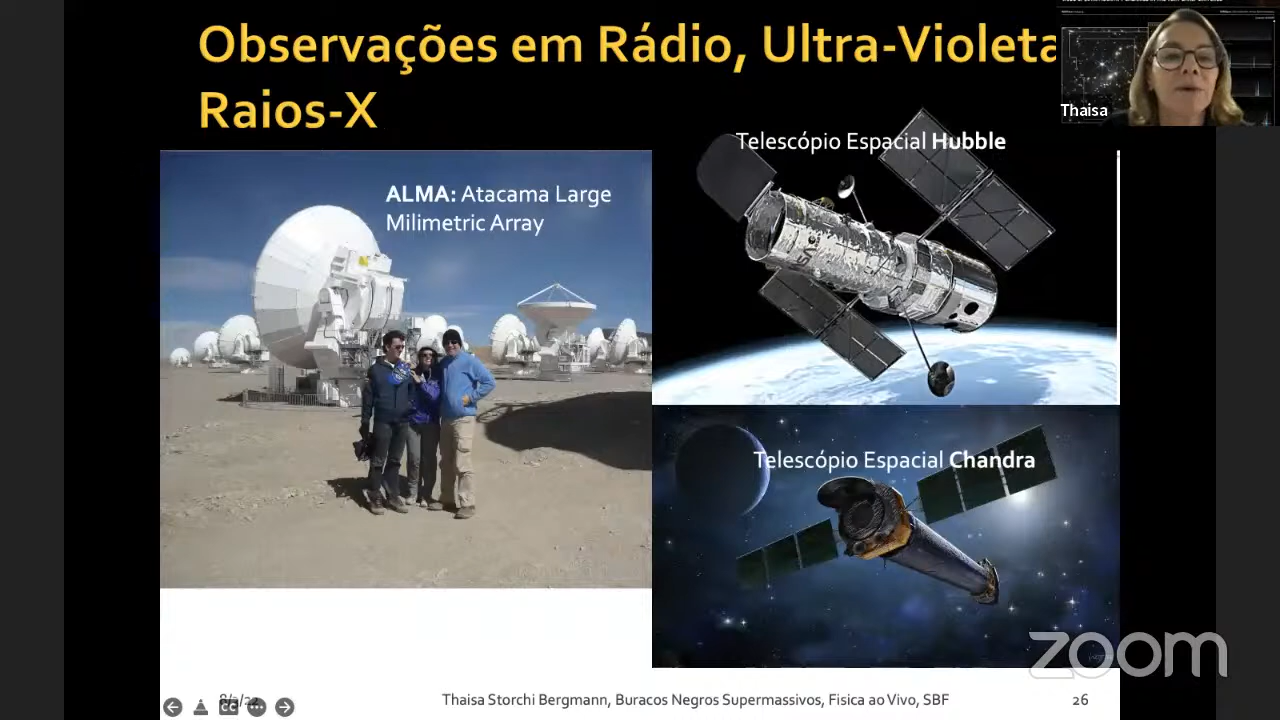 Observações em Rádio, Ultra-Violeta
Raios-X
Thaisa
Telescópio Espacial Hubble
ALMA: Atacama Large
Milimetric Array
Telescópio Espacial Chandra
zoom
Thaisa Storchi Bergmann, Buracos Negros Supermassivos, Fisica ao Vivo, SBF
26